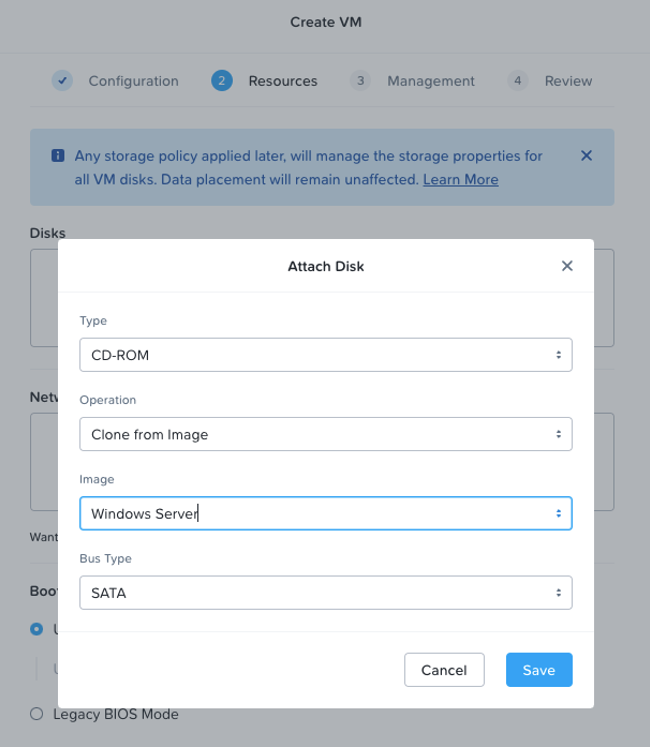 Create VM
Configuration
2 Resources
3 Management
4 Review
Any storage policy applied later, will manage the storage properties for
all VM disks. Data placement will remain unaffected. Learn More
Disks
Attach Disk
Type
CD-ROM
Operation
Clone from Image
Image
Windows Server
Bus Type
SATA
Want
Cancel
Save
Legacy BIOS Mode